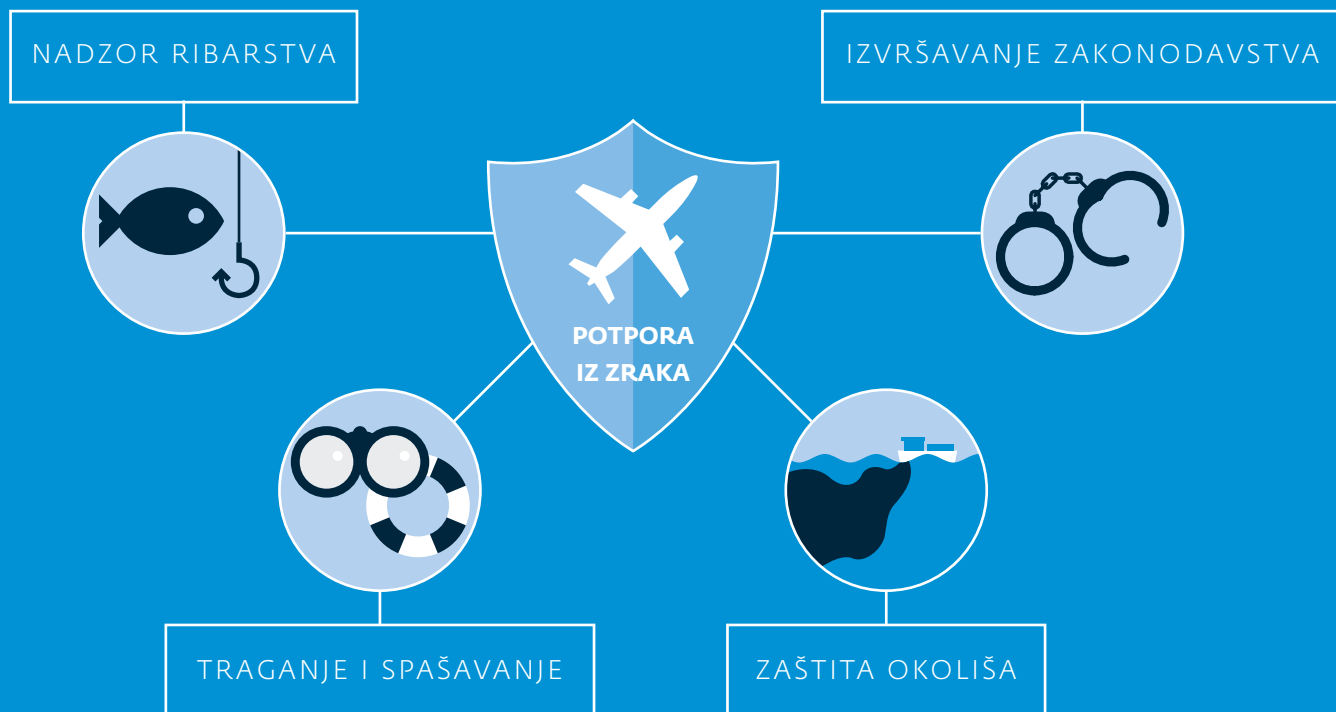 NADZOR RIBARSTVA
IZVRŠAVANJE ZAKONODAVSTVA
POTPORA
IZ ZRAKA
TRAGANJE I SPAŠAVANJE
ZAŠTITA OKOLIŠA